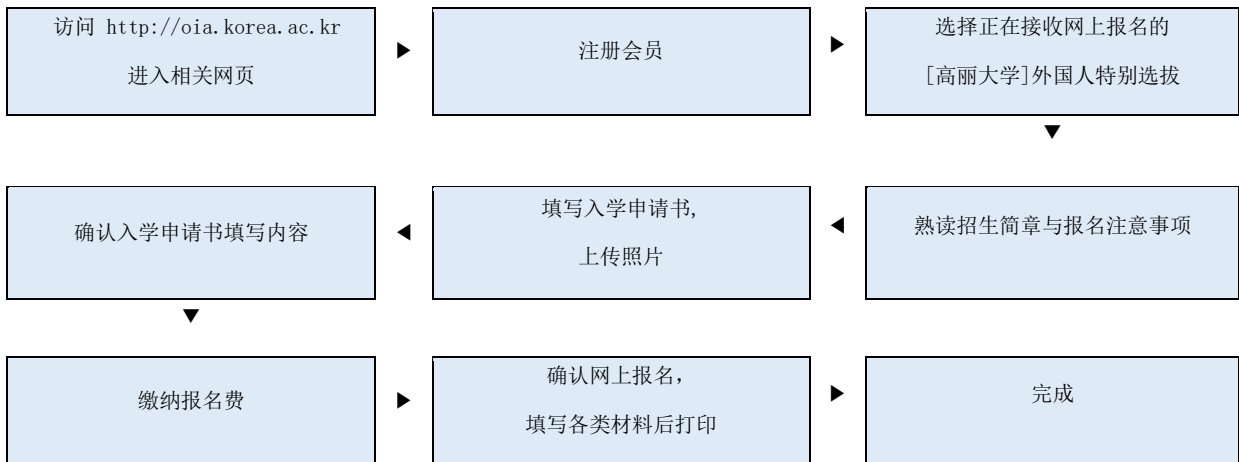 访问 http://oia.korea.ac.kr
进入相关网页
▶
注册会员
▶
选择正在接收网上报名的
[高丽大学]外国人特别选拔
▼
熟读招生简章与报名注意事项
◀
填写入学申请书,
上传照片
◀
确认入学申请书填写内容
▼
缴纳报名费
▶
确认网上报名，
填写各类材料后打印
▶
完成